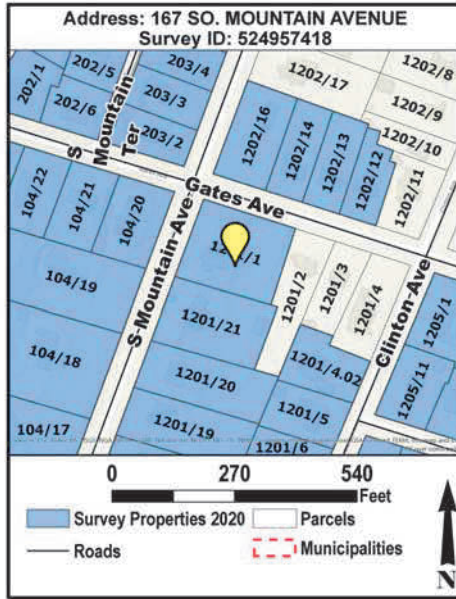 Address: 167 SO. MOUNTAIN AVENUE
Survey ID: 524957418
202/1
202/5
202/6
203/4
203/3
203/2
S Mountain Ter
1202/17
1202/8
1202/9
1202/10
1202/16
1202/14
1202/13
1202/12
1202/11
104/22
104/21
104/20
Gates Ave
S Mountain Ave
1201/2
1201/3
1201/4
Clinton Ave
104/19
1201/21
1205/1
104/18
1201/20
1201/4.02
1205/11
1201/5
104/17
1201/19
1201/6
0 270 540
Feet
Survey Properties 2020
Parcels
Roads
Municipalities
N